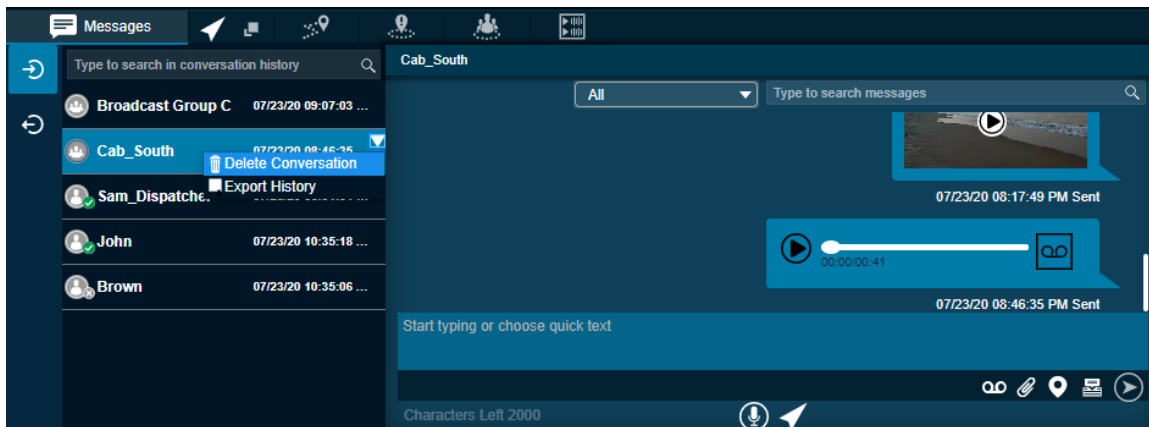 Messages
Type to search in conversation history
Broadcast Group C 07/23/20 09:07:03 ...
Cab_South
Delete Conversation
Export History
Sam_Dispatche
John 07/23/20 10:35:18 ...
Brown 07/23/20 10:35:06 ...
Cab_South
All
Type to search messages
07/23/20 08:17:49 PM Sent
00:00/00:41
07/23/20 08:46:35 PM Sent
Start typing or choose quick text
Characters Left 2000